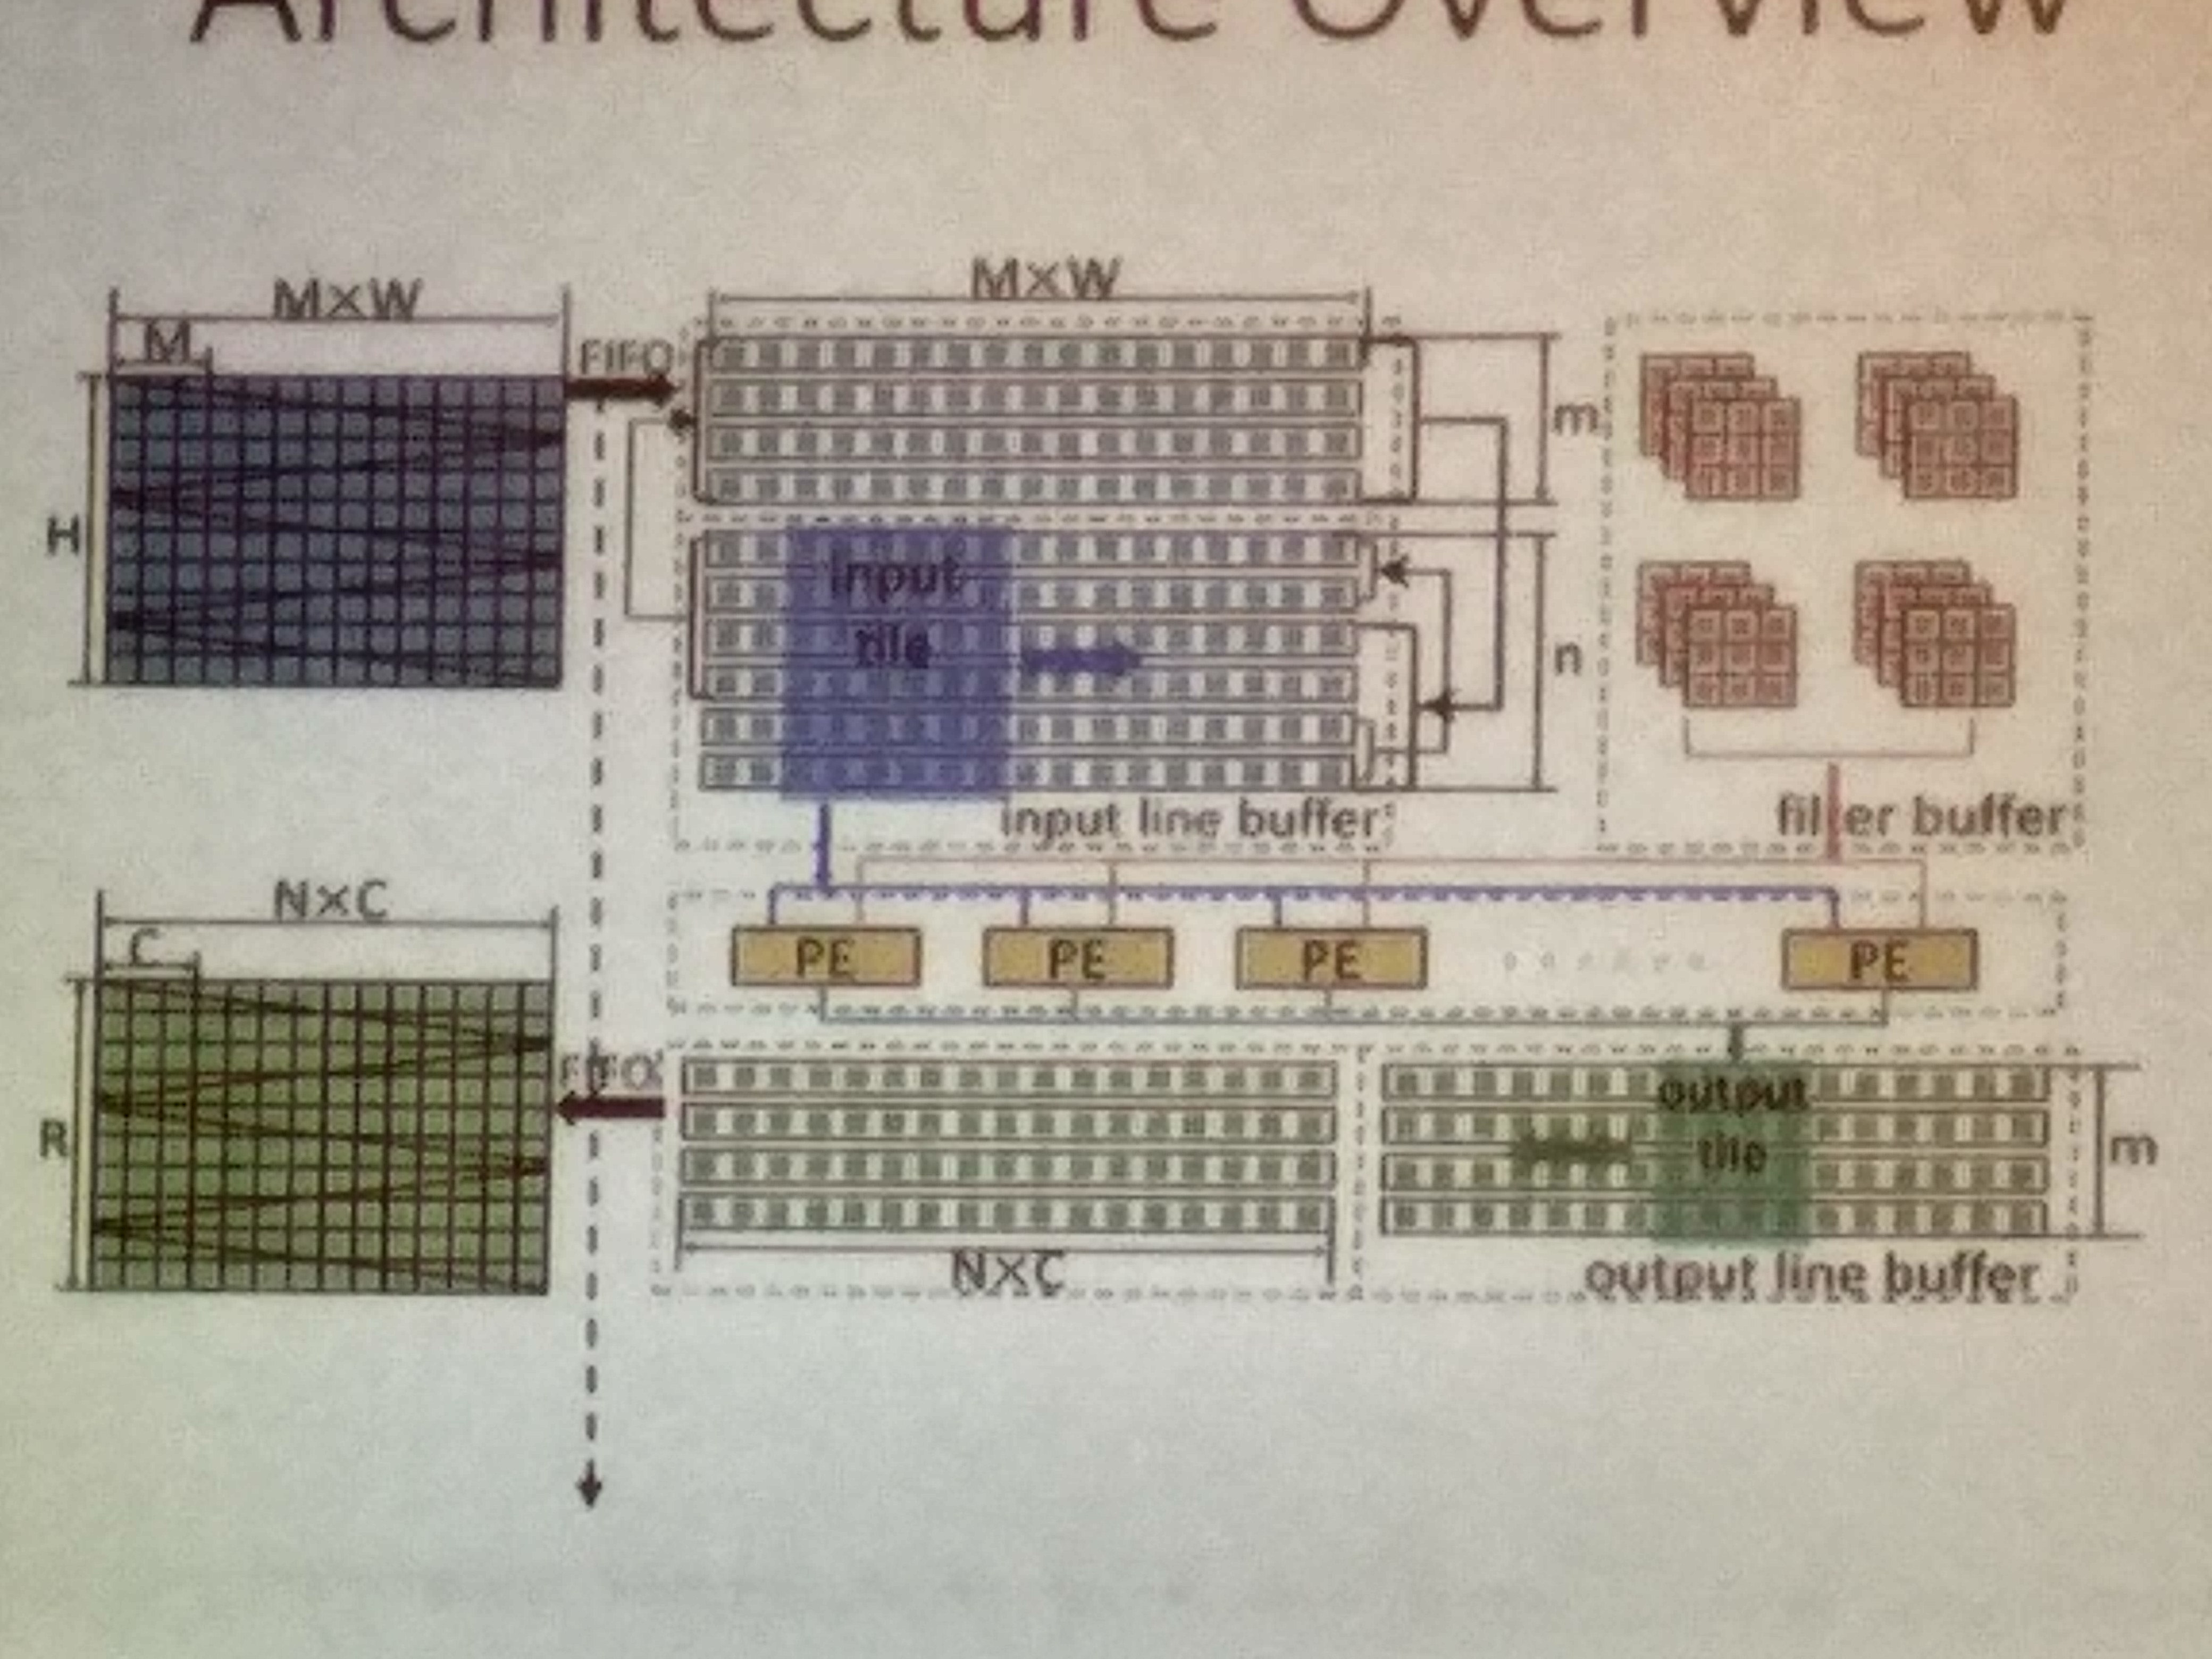 Architecture Overview
M×W
M
FIFO
H
M×W
m
input
tile
n
input line buffer
filter buffer
N×C
C
R
PE
PE
PE
PE
FIFO
N×C
output
tile
m
output line buffer